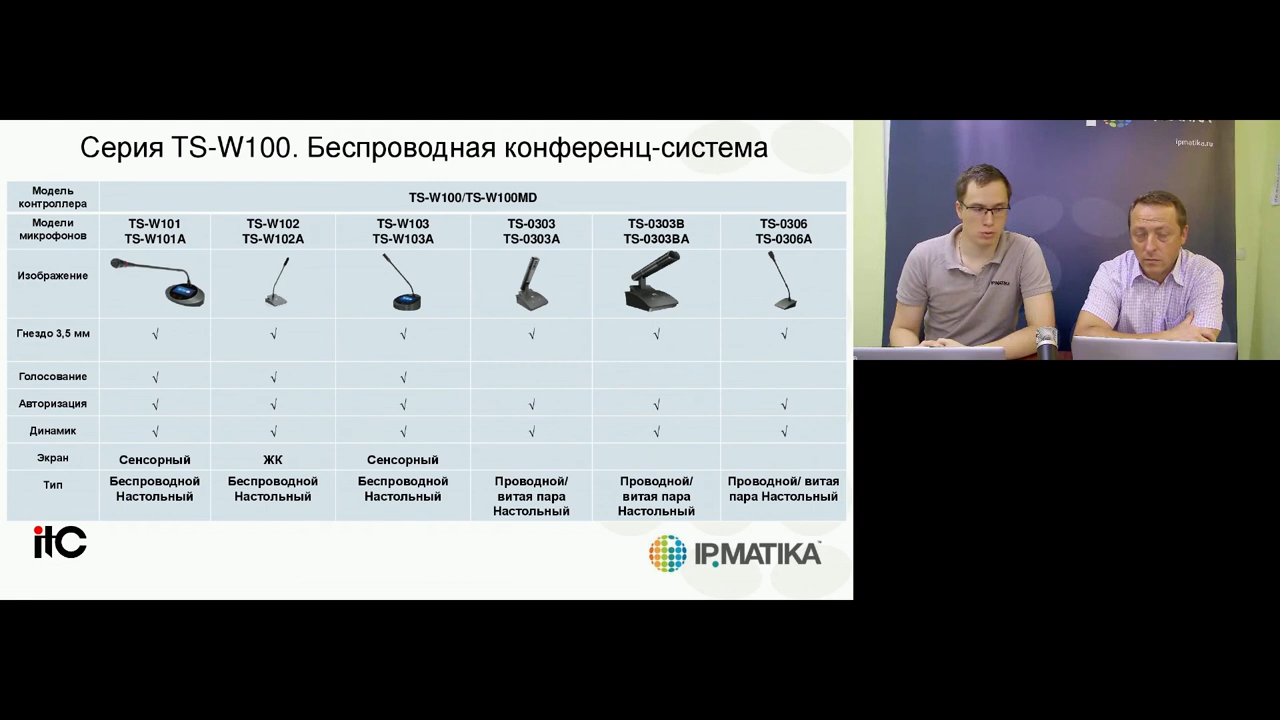 Серия TS-W100. Беспроводная конференц-система
Модель контроллера TS-W100/TS-W100MD
Модели микрофонов TS-W101 TS-W101A TS-W102 TS-W102A TS-W103 TS-W103A TS-0303 TS-0303A TS-0303B TS-0303BA TS-0306 TS-0306A
Изображение
Гнездо 3,5 мм √ √ √ √ √ √
Голосование √ √ √
Авторизация √ √ √ √ √ √
Динамик √ √ √ √ √ √
Экран Сенсорный ЖК Сенсорный
Тип Беспроводной Настольный Беспроводной Настольный Беспроводной Настольный Проводной/ витая пара Настольный Проводной/ витая пара Настольный Проводной/ витая пара Настольный
itC
IP.MATIKA™
ipmatika.ru
IPMATIKA